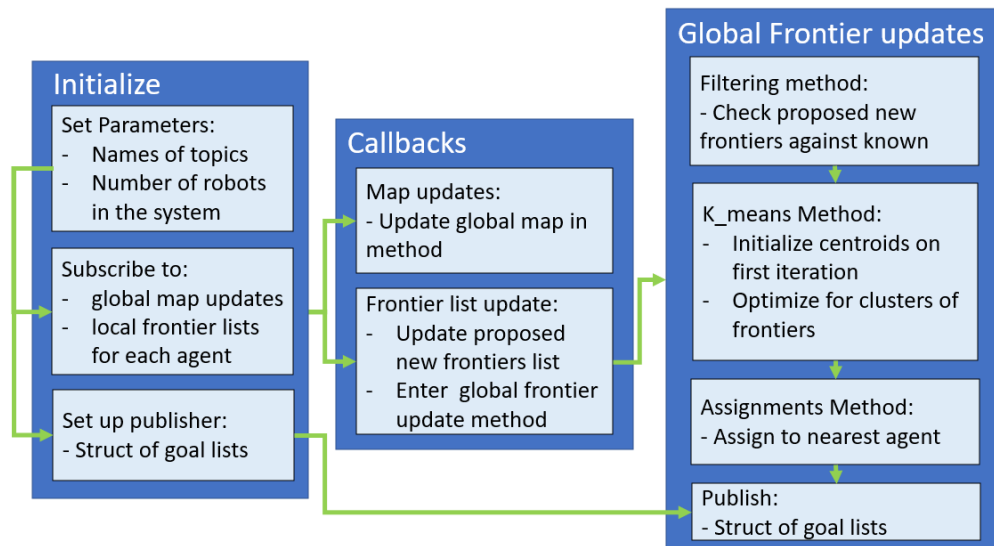 Initialize
Set Parameters:
- Names of topics
- Number of robots
in the system
Subscribe to:
- global map updates
- local frontier lists
for each agent
Set up publisher:
- Struct of goal lists
Callbacks
Map updates:
- Update global map in
method
Frontier list update:
- Update proposed
new frontiers list
- Enter global frontier
update method
Global Frontier updates
Filtering method:
- Check proposed new
frontiers against known
K_means Method:
- Initialize centroids on
first iteration
- Optimize for clusters of
frontiers
Assignments Method:
- Assign to nearest agent
Publish:
- Struct of goal lists